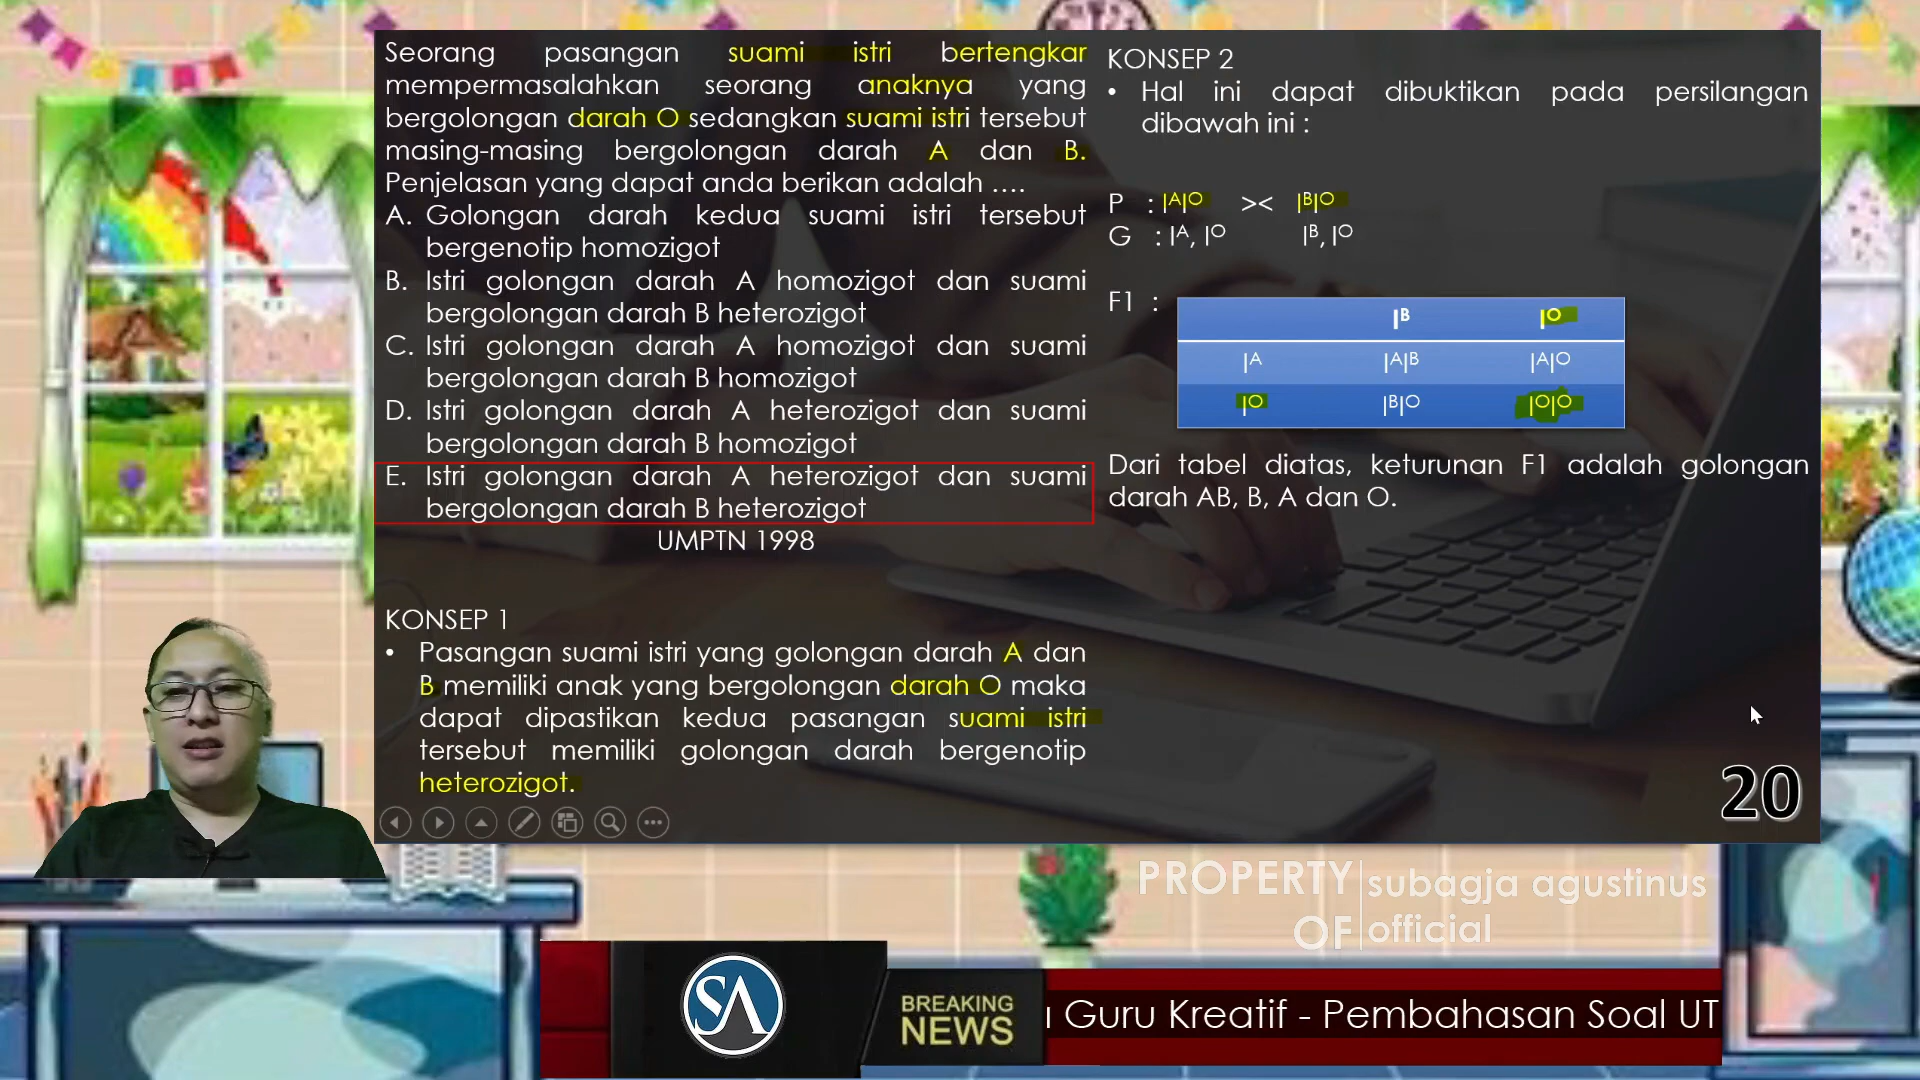 Seorang pasangan suami istri bertengkar
mempermasalahkan seorang anaknya yang
bergolongan darah O sedangkan suami istri tersebut
masing-masing bergolongan darah A dan B.
Penjelasan yang dapat anda berikan adalah ....
A. Golongan darah kedua suami istri tersebut
bergenotip homozigot
B. Istri golongan darah A homozigot dan suami
bergolongan darah B heterozigot
C. Istri golongan darah A homozigot dan suami
bergolongan darah B homozigot
D. Istri golongan darah A heterozigot dan suami
bergolongan darah B homozigot
E. Istri golongan darah A heterozigot dan suami
bergolongan darah B heterozigot
UMPTN 1998
KONSEP 1
• Pasangan suami istri yang golongan darah A dan
B memiliki anak yang bergolongan darah O maka
dapat dipastikan kedua pasangan suami istri
tersebut memiliki golongan darah bergenotip
heterozigot.
KONSEP 2
• Hal ini dapat dibuktikan pada persilangan
dibawah ini :
P : IᴬIᴼ >< IᴮIᴼ
G : Iᴬ, Iᴼ Iᴮ, Iᴼ
F1 :
Iᴮ Iᴼ
Iᴬ IᴬIᴮ IᴬIᴼ
Iᴼ IᴮIᴼ IᴼIᴼ
Dari tabel diatas, keturunan F1 adalah golongan
darah AB, B, A dan O.
20
PROPERTY OF
subagja agustinus official
SA
BREAKING
NEWS
Guru Kreatif - Pembahasan Soal UT